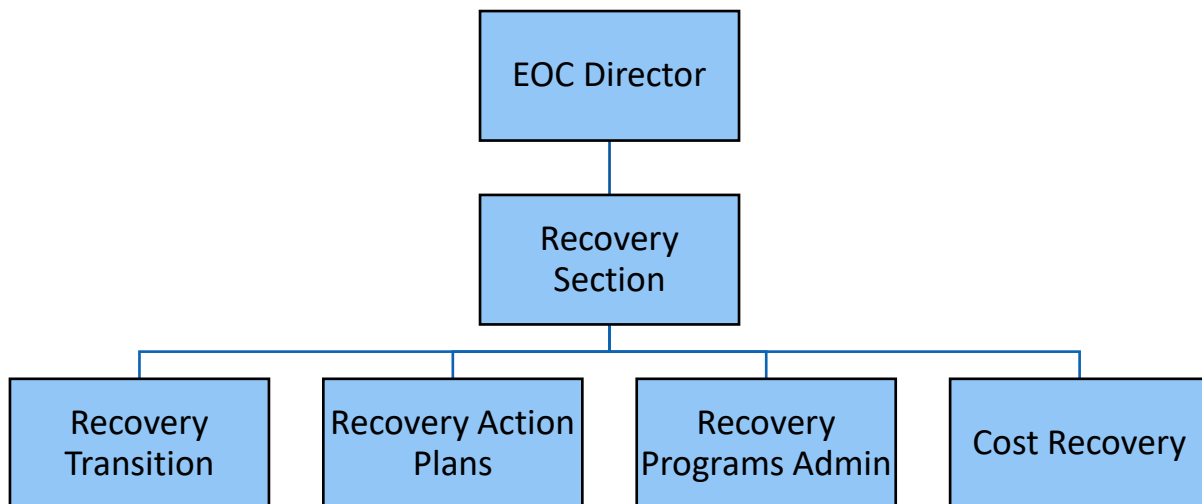 EOC Director
Recovery
Section
Recovery
Transition
Recovery Action
Plans
Recovery
Programs Admin
Cost Recovery